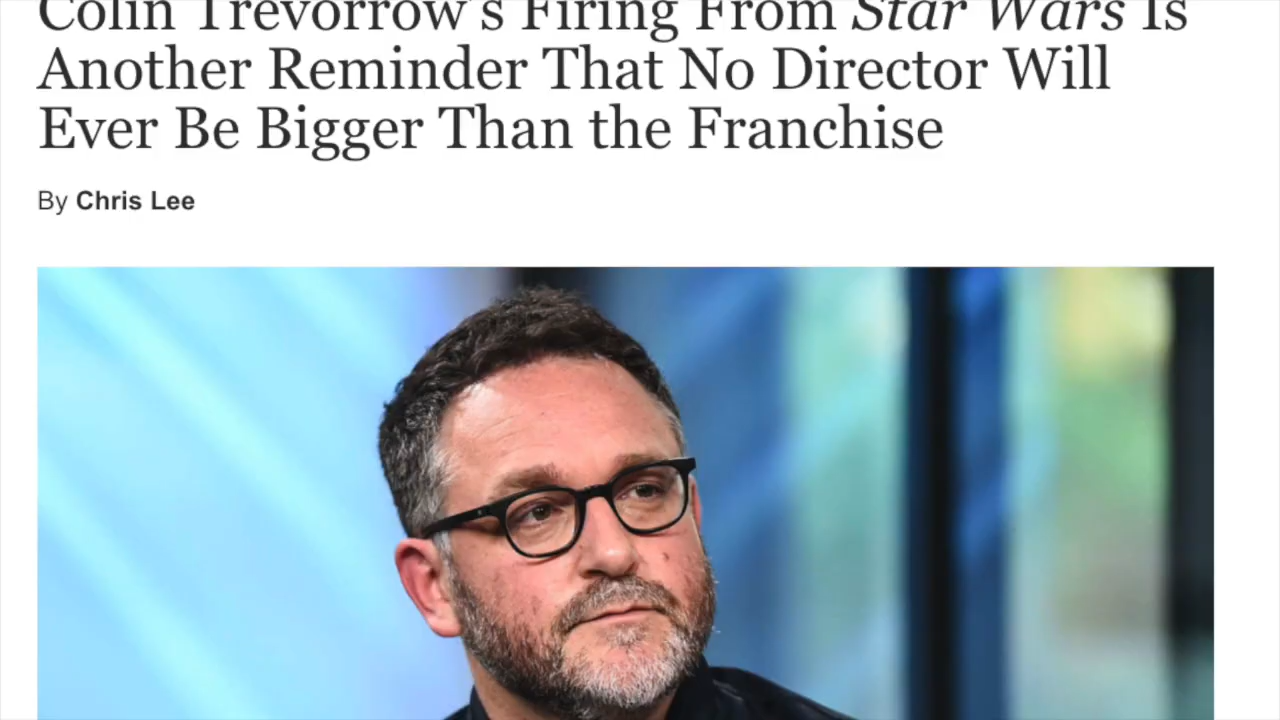 Colin Trevorrow's Firing From Star Wars Is
Another Reminder That No Director Will
Ever Be Bigger Than the Franchise
By Chris Lee